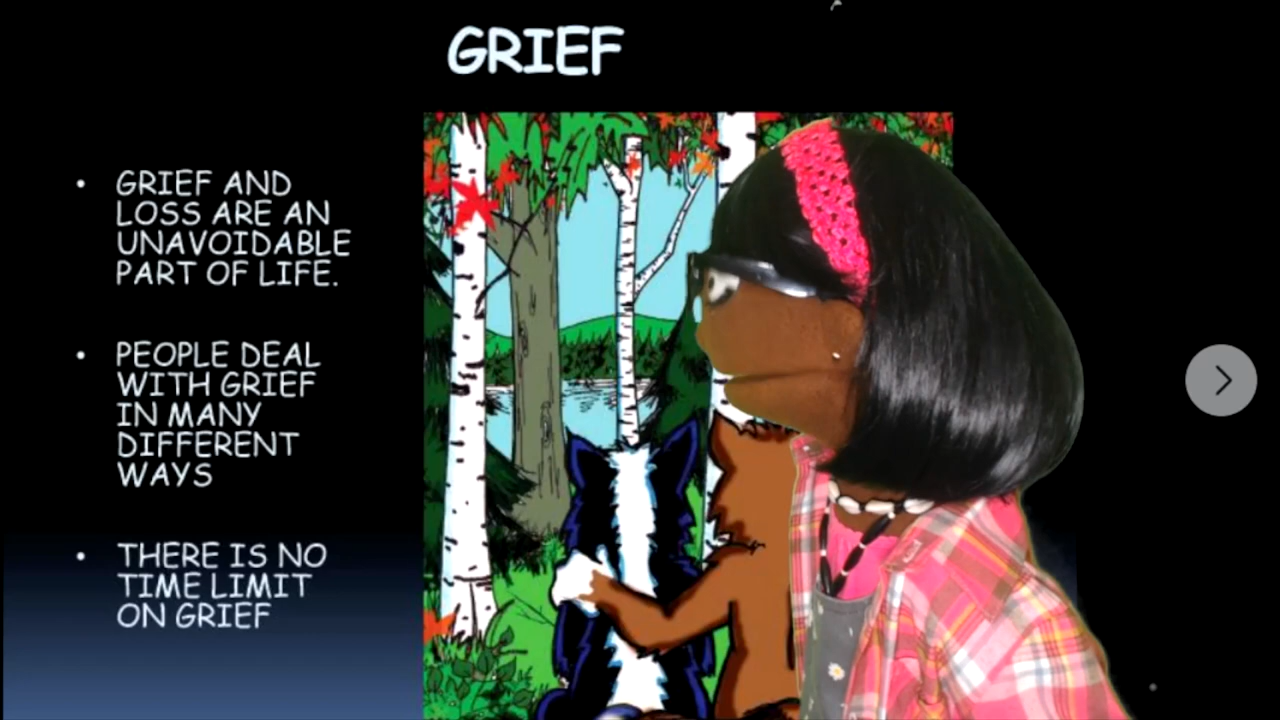 GRIEF
• GRIEF AND
LOSS ARE AN
UNAVOIDABLE
PART OF LIFE.
• PEOPLE DEAL
WITH GRIEF
IN MANY
DIFFERENT
WAYS
• THERE IS NO
TIME LIMIT
ON GRIEF